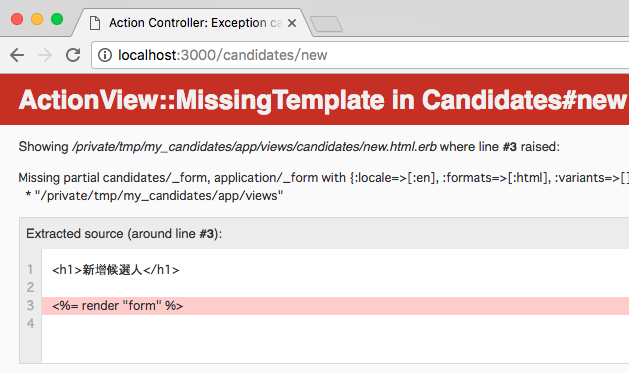 Action Controller: Exception ca
localhost:3000/candidates/new
ActionView::MissingTemplate in Candidates#new
Showing /private/tmp/my_candidates/app/views/candidates/new.html.erb where line #3 raised:
Missing partial candidates/_form, application/_form with {:locale=>[:en], :formats=>[:html], :variants=>[]
* "/private/tmp/my_candidates/app/views"
Extracted source (around line #3):
1 <h1>新增候選人</h1>
2
3 <%= render "form" %>
4